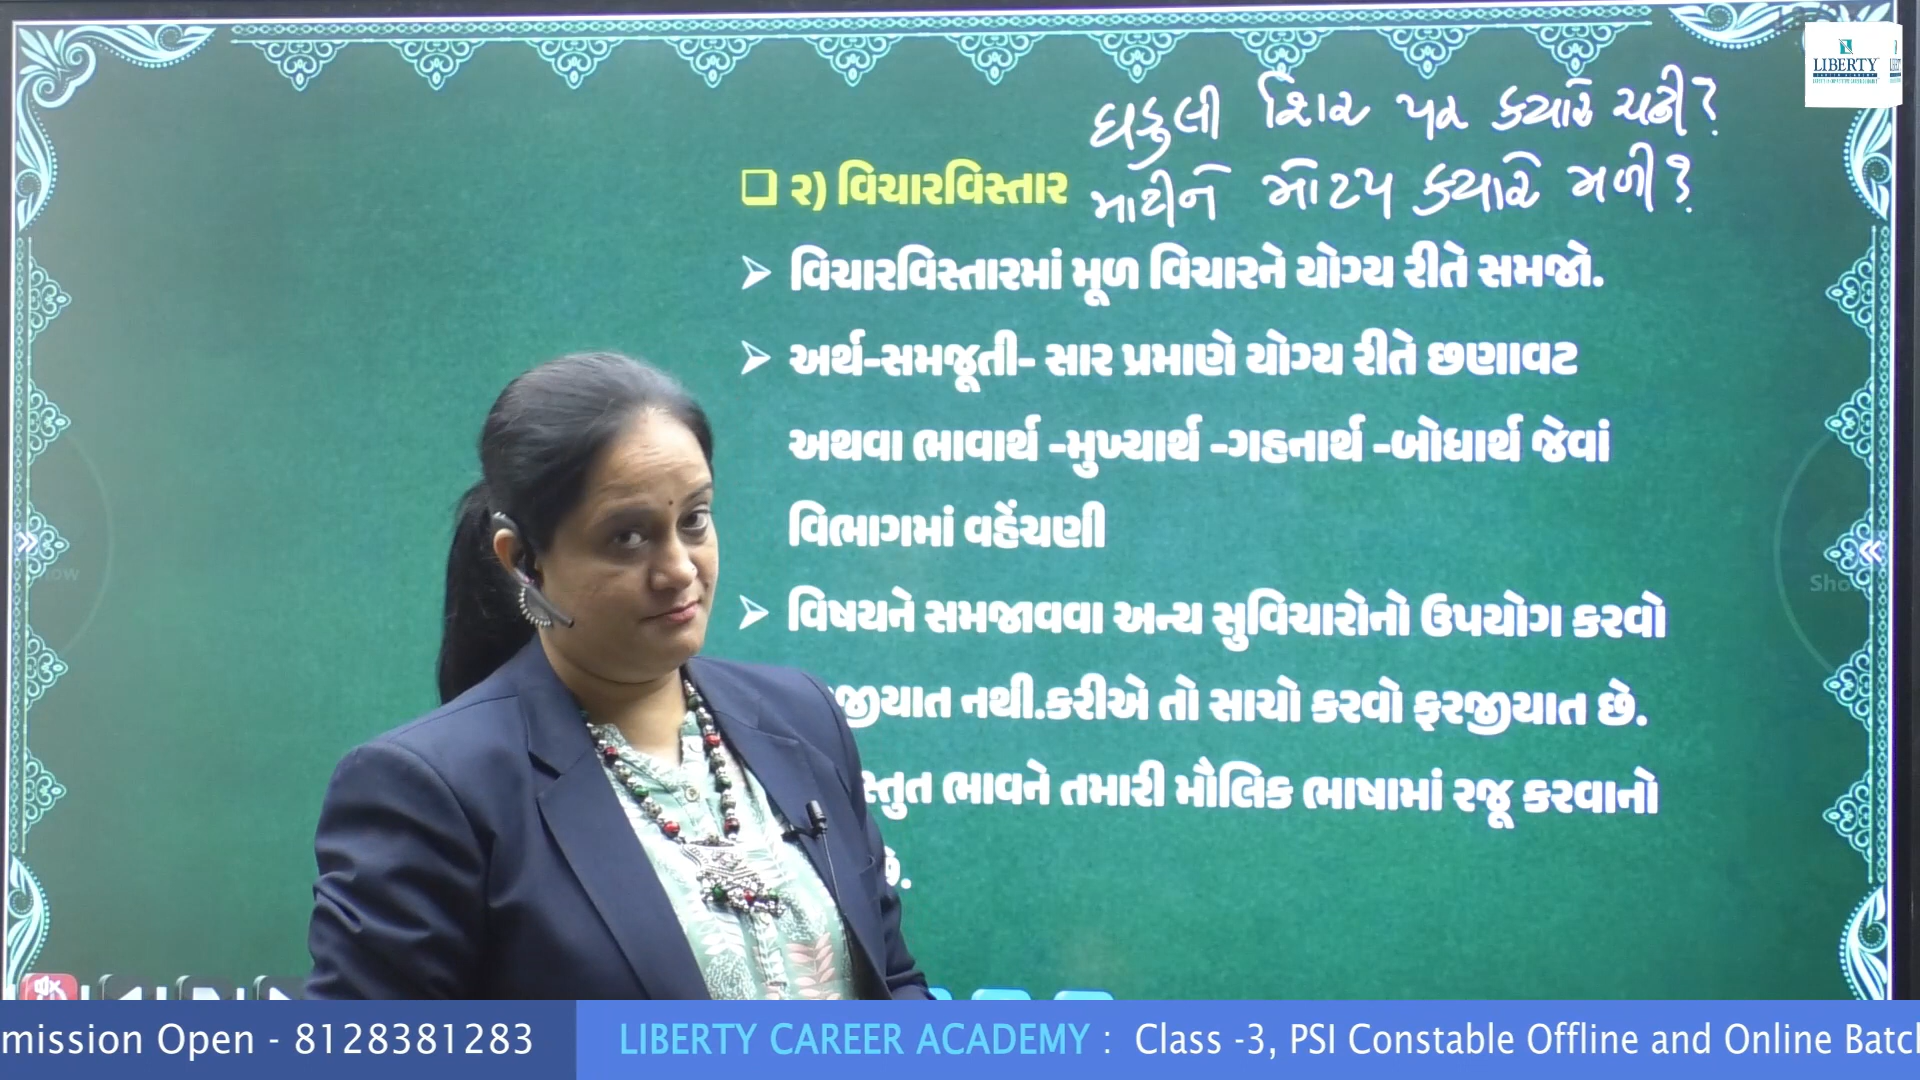 LIBERTY
ઘડુલી શિર પર ક્યારે ચઢી?
માટીને મોટપ ક્યારે મળી?
❑ ૨) વિચારવિસ્તાર
➢ વિચારવિસ્તારમાં મૂળ વિચારને યોગ્ય રીતે સમજો.
➢ અર્થ-સમજૂતી- સાર પ્રમાણે યોગ્ય રીતે છણાવટ
અથવા ભાવાર્થ -મુખ્યાર્થ -ગહનાર્થ -બોધાર્થ જેવાં
વિભાગમાં વહેંચણી
➢ વિષયને સમજાવવા અન્ય સુવિચારોનો ઉપયોગ કરવો
જીયાત નથી.કરીએ તો સાચો કરવો ફરજીયાત છે.
સ્તુત ભાવને તમારી મૌલિક ભાષામાં રજૂ કરવાનો
છે.
mission Open - 8128381283 LIBERTY CAREER ACADEMY : Class -3, PSI Constable Offline and Online Batc